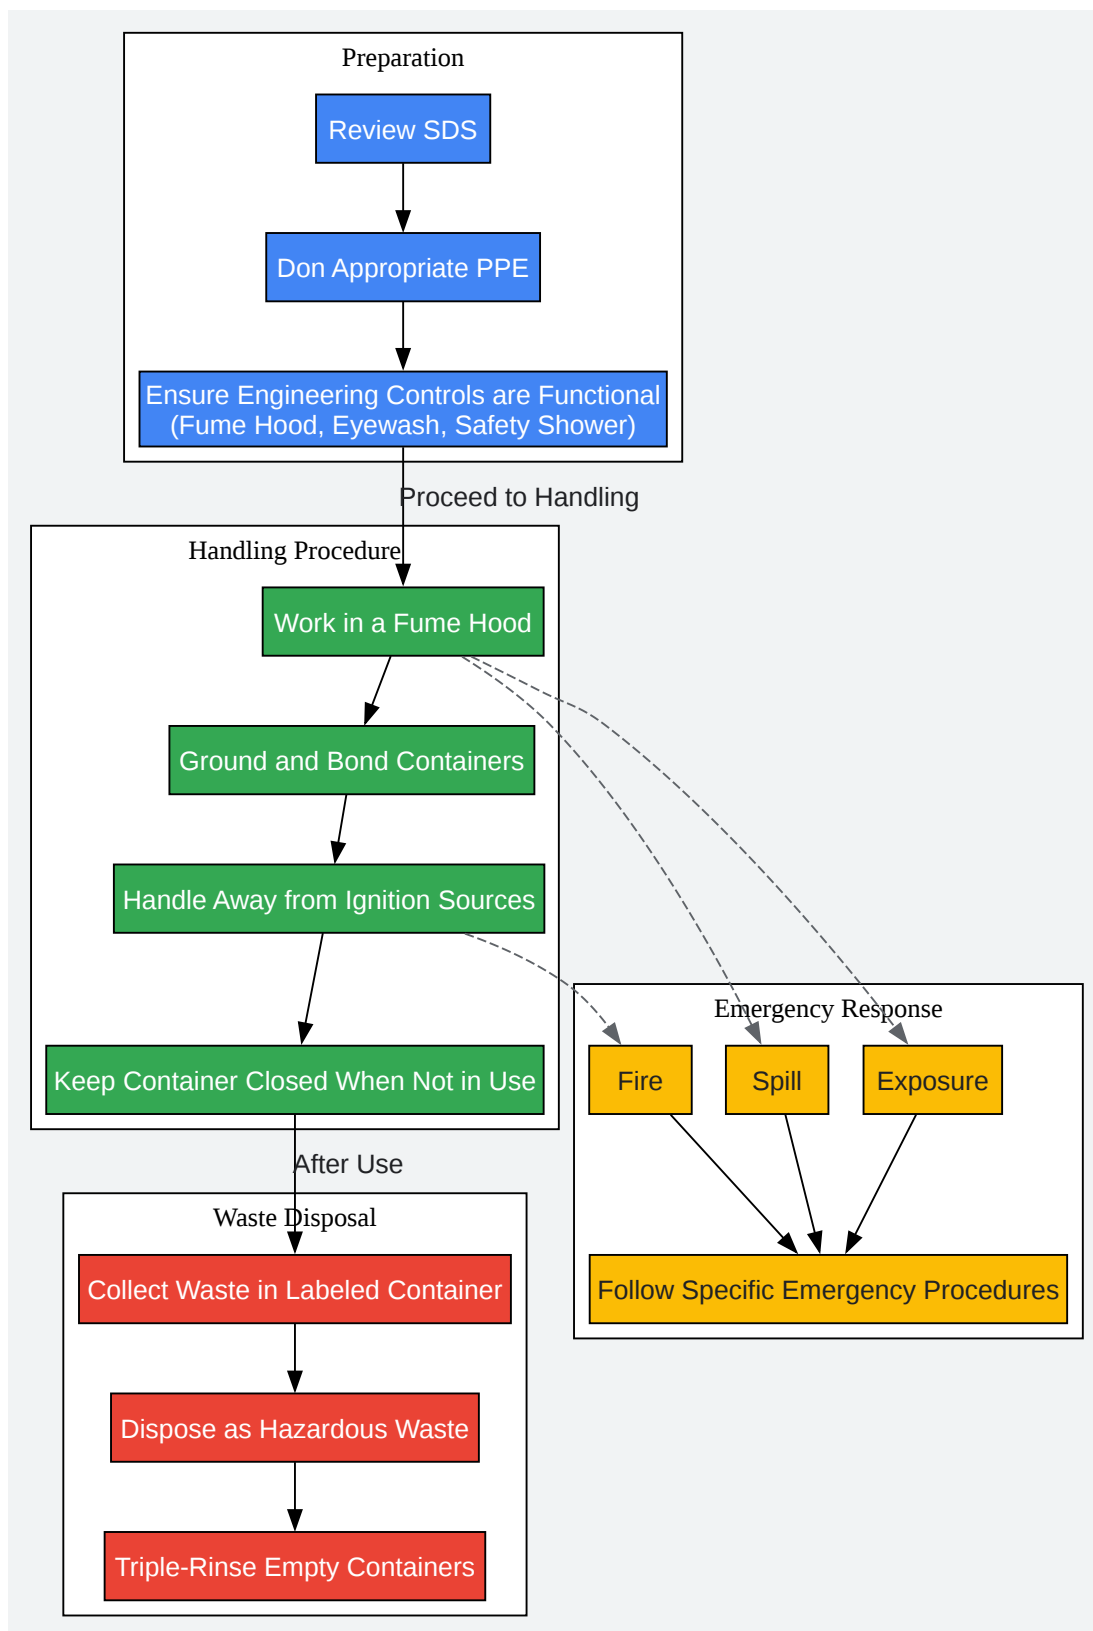 Preparation
Review SDS
Don Appropriate PPE
Ensure Engineering Controls are Functional
(Fume Hood, Eyewash, Safety Shower)
Proceed to Handling
Handling Procedure
Work in a Fume Hood
Ground and Bond Containers
Handle Away from Ignition Sources
Keep Container Closed When Not in Use
Emergency Response
Fire
Spill
Exposure
Follow Specific Emergency Procedures
After Use
Waste Disposal
Collect Waste in Labeled Container
Dispose as Hazardous Waste
Triple-Rinse Empty Containers